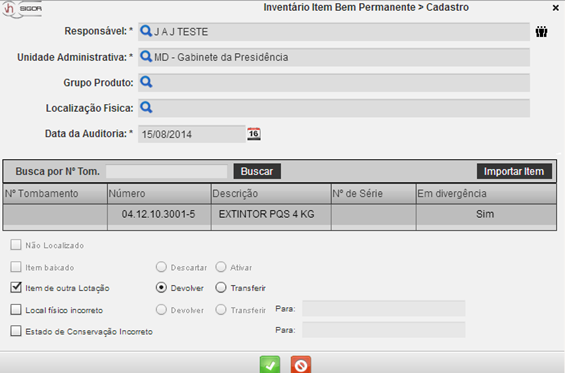 SIGOR
Inventário Item Bem Permanente > Cadastro
Responsável: * J A J TESTE
Unidade Administrativa: * MD - Gabinete da Presidência
Grupo Produto:
Localização Física:
Data da Auditoria: * 15/08/2014 16
Busca por Nº Tom. Buscar Importar Item
Nº Tombamento Número Descrição Nº de Série Em divergência
04.12.10.3001-5 EXTINTOR PQS 4 KG Sim
Não Localizado
Item baixado Descartar Ativar
Item de outra Lotação Devolver Transferir
Local físico incorreto Devolver Transferir Para:
Estado de Conservação Incorreto Para: